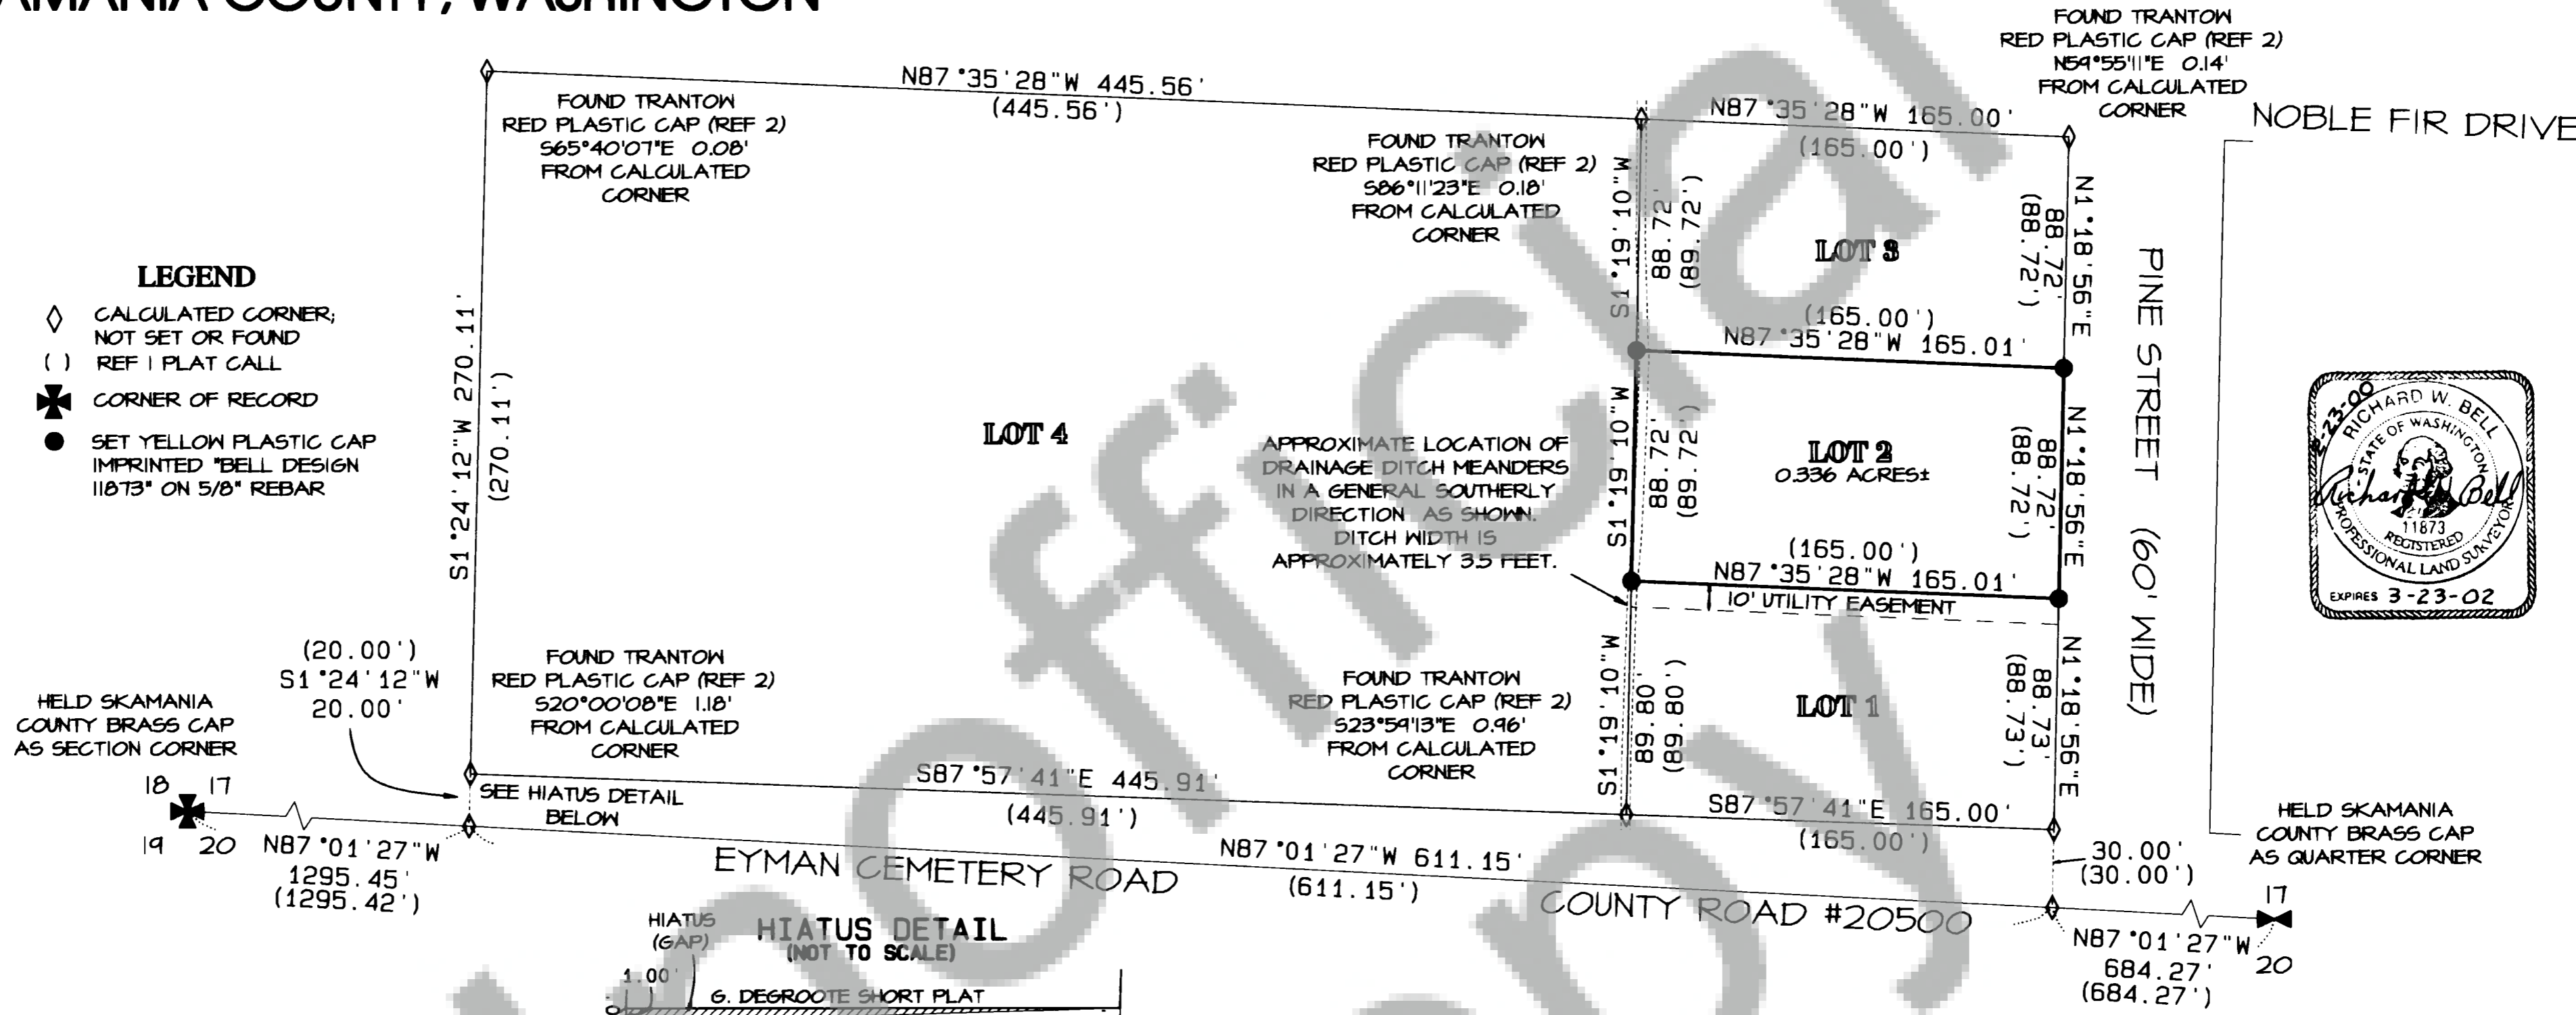 AMANIA COUNTY, WASHINGTON
FOUND TRANTOW
RED PLASTIC CAP (REF 2)
N59°55'11"E 0.14'
FROM CALCULATED
CORNER
NOBLE FIR DRIVE
N87°35'28"W 445.56'
(445.56')
N87°35'28"W 165.00'
(165.00')
FOUND TRANTOW
RED PLASTIC CAP (REF 2)
S65°40'07"E 0.08'
FROM CALCULATED
CORNER
FOUND TRANTOW
RED PLASTIC CAP (REF 2)
S86°11'23"E 0.18'
FROM CALCULATED
CORNER
S1°19'10"W
88.72'
(89.72')
LOT 3
N1°18'56"E
88.72'
(88.72')
(165.00')
N87°35'28"W 165.01'
LEGEND
CALCULATED CORNER;
NOT SET OR FOUND
( ) REF 1 PLAT CALL
CORNER OF RECORD
SET YELLOW PLASTIC CAP
IMPRINTED "BELL DESIGN
11873" ON 5/8" REBAR
S1°24'12"W 270.11'
(270.11')
LOT 4
APPROXIMATE LOCATION OF
DRAINAGE DITCH MEANDERS
IN A GENERAL SOUTHERLY
DIRECTION AS SHOWN.
DITCH WIDTH IS
APPROXIMATELY 3.5 FEET.
S1°19'10"W
88.72'
(89.72')
LOT 2
0.336 ACRES±
N1°18'56"E
88.72'
(88.72')
(165.00')
N87°35'28"W 165.01'
10' UTILITY EASEMENT
PINE STREET (60' WIDE)
RICHARD W. BELL
STATE OF WASHINGTON
Richard W Bell
11873
REGISTERED
PROFESSIONAL LAND SURVEYOR
EXPIRES 3-23-02
(20.00')
S1°24'12"W
20.00'
HELD SKAMANIA
COUNTY BRASS CAP
AS SECTION CORNER
18 17
19 20
N87°01'27"W
1295.45'
(1295.42')
FOUND TRANTOW
RED PLASTIC CAP (REF 2)
S20°00'08"E 1.18'
FROM CALCULATED
CORNER
SEE HIATUS DETAIL
BELOW
S87°57'41"E 445.91'
(445.91')
FOUND TRANTOW
RED PLASTIC CAP (REF 2)
S23°59'13"E 0.96'
FROM CALCULATED
CORNER
S1°19'10"W
89.80'
(89.80')
LOT 1
N1°18'56"E
88.73'
(88.73')
S87°57'41"E 165.00'
(165.00')
EYMAN CEMETERY ROAD
N87°01'27"W 611.15'
(611.15')
COUNTY ROAD #20500
30.00'
(30.00')
HELD SKAMANIA
COUNTY BRASS CAP
AS QUARTER CORNER
17
20
N87°01'27"W
684.27'
(684.27')
HIATUS
(GAP)
HIATUS DETAIL
(NOT TO SCALE)
1.00'
G. DEGROOTE SHORT PLAT
Unofficial
Copy